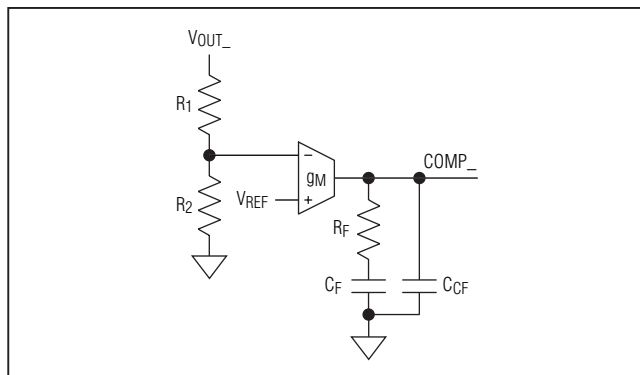 VOUT_
R1
COMP_
−
gM
R2
VREF
+
RF
CF
CCF